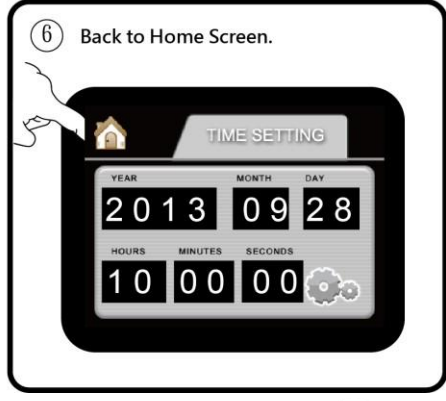 ⑥ Back to Home Screen.
TIME SETTING
YEAR MONTH DAY
2013 09 28
HOURS MINUTES SECONDS
10 00 00